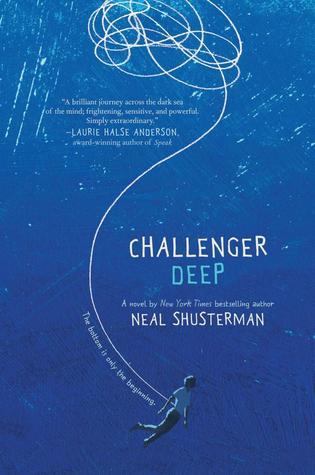 "A brilliant journey across the dark sea
of the mind; frightening, sensitive, and powerful.
Simply extraordinary."
—LAURIE HALSE ANDERSON,
award-winning author of Speak
CHALLENGER
DEEP
A novel by New York Times bestselling author
NEAL SHUSTERMAN
The bottom is only the beginning.